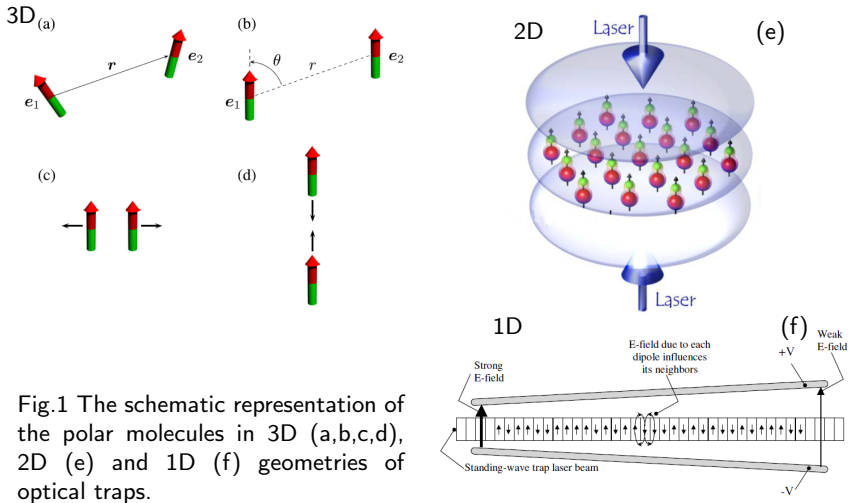 3D
(a)
e₁
r
e₂
(b)
θ
e₁
r
e₂
(c)
(d)
2D
Laser
(e)
Laser
1D
(f)
Strong
E-field
E-field due to each
dipole influences
its neighbors
+V
Weak
E-field
Standing-wave trap laser beam
-V
Fig.1 The schematic representation of
the polar molecules in 3D (a,b,c,d),
2D (e) and 1D (f) geometries of
optical traps.